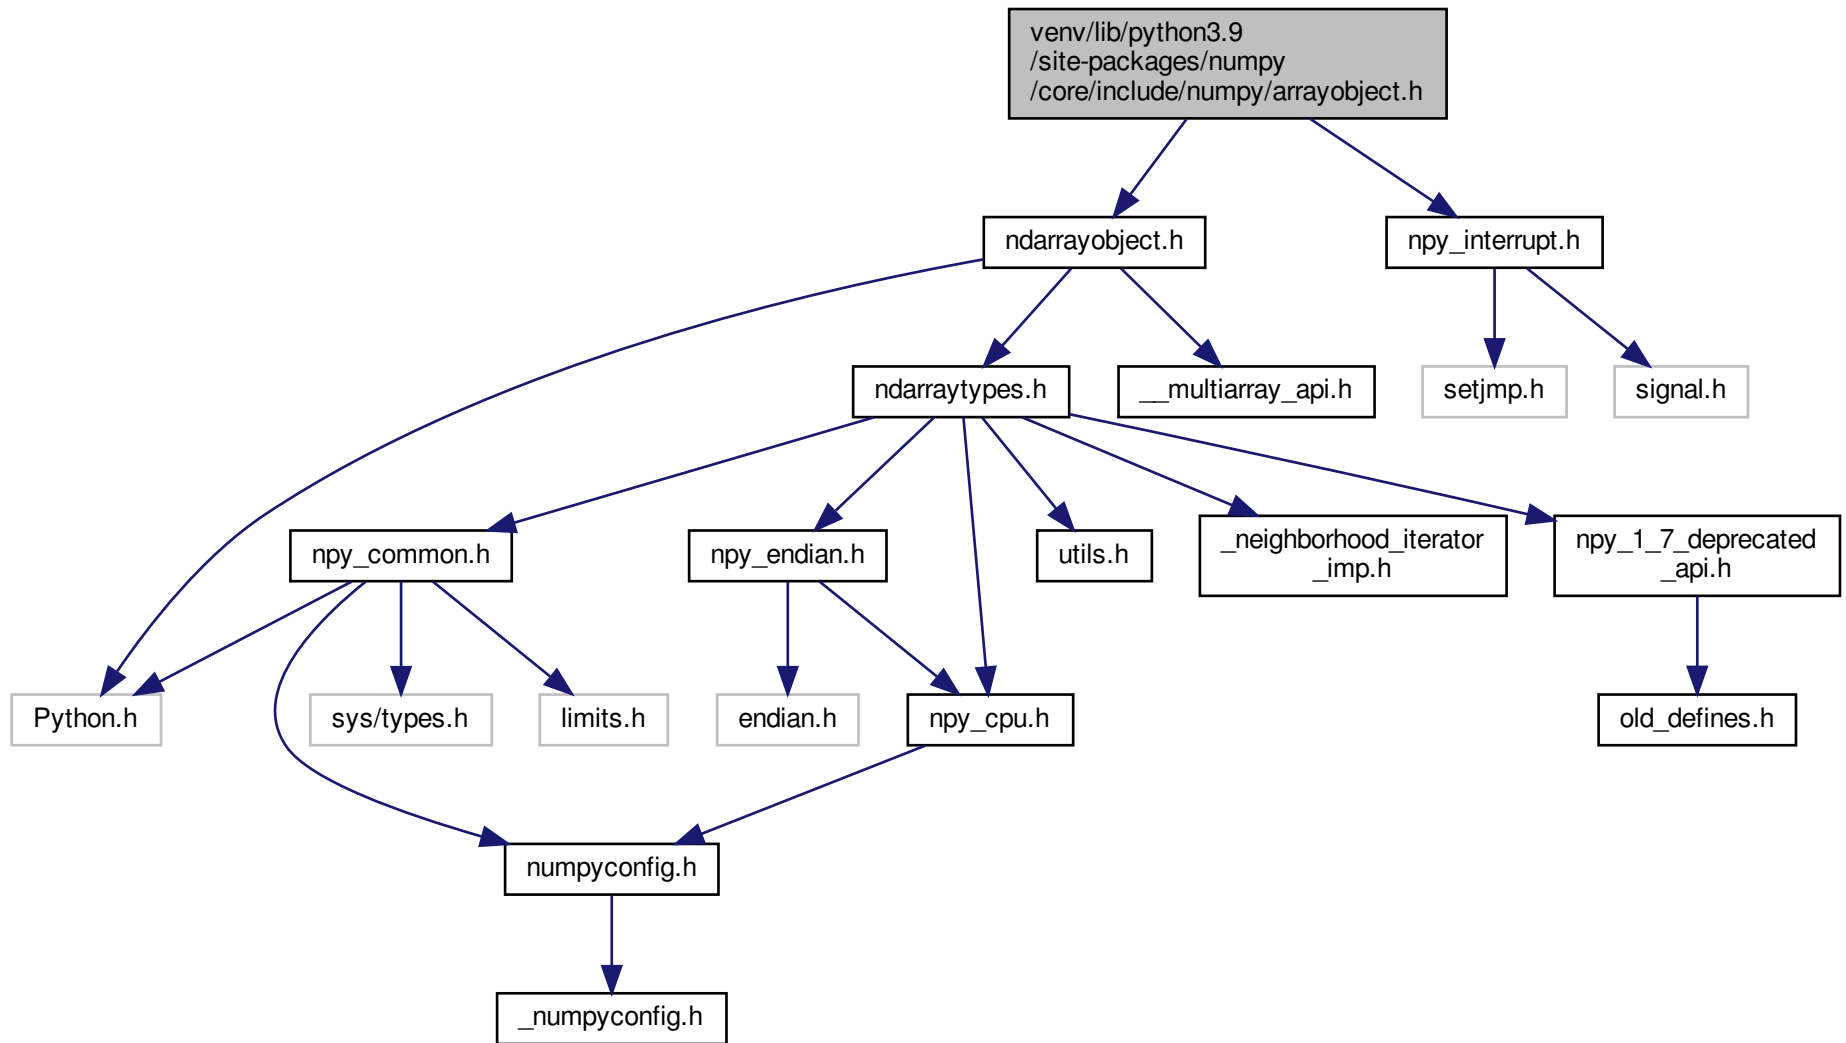 venv/lib/python3.9
/site-packages/numpy
/core/include/numpy/arrayobject.h
ndarrayobject.h
npy_interrupt.h
ndarraytypes.h
__multiarray_api.h
setjmp.h
signal.h
npy_common.h
npy_endian.h
utils.h
_neighborhood_iterator
_imp.h
npy_1_7_deprecated
_api.h
Python.h
sys/types.h
limits.h
endian.h
npy_cpu.h
old_defines.h
numpyconfig.h
_numpyconfig.h